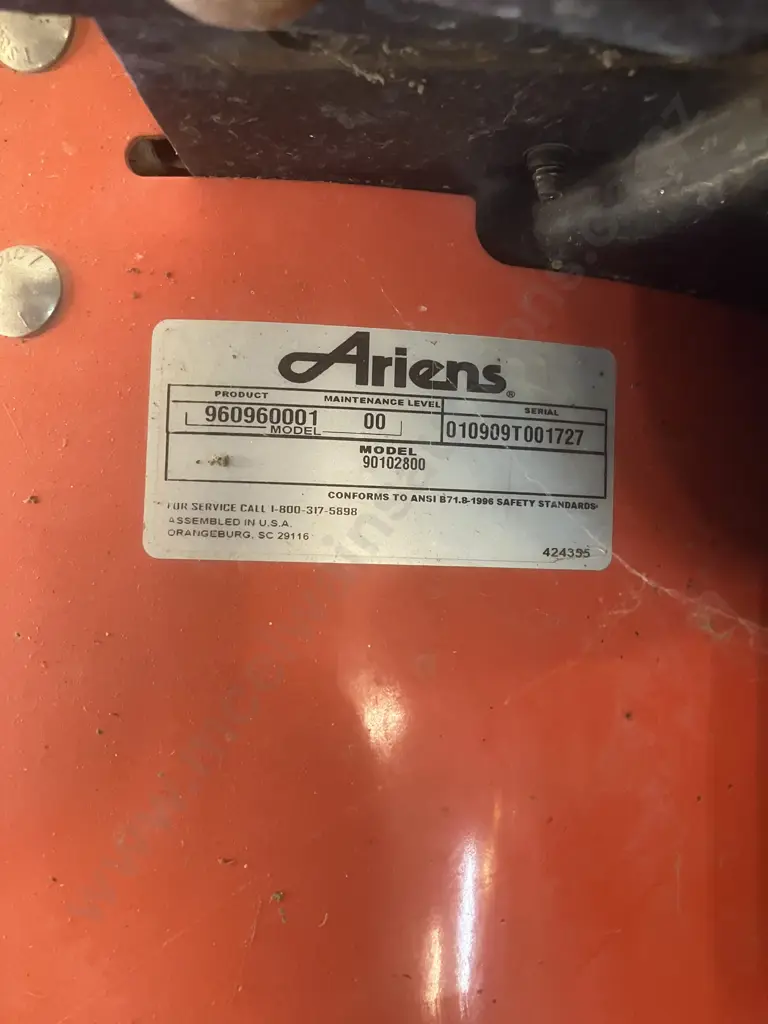 Ariens®
PRODUCT MAINTENANCE LEVEL SERIAL
960960001 00 010909T001727
MODEL
MODEL
90102800
CONFORMS TO ANSI B71.8-1996 SAFETY STANDARDS
FOR SERVICE CALL 1-800-317-5898
ASSEMBLED IN U.S.A.
ORANGEBURG, SC 29116
424395